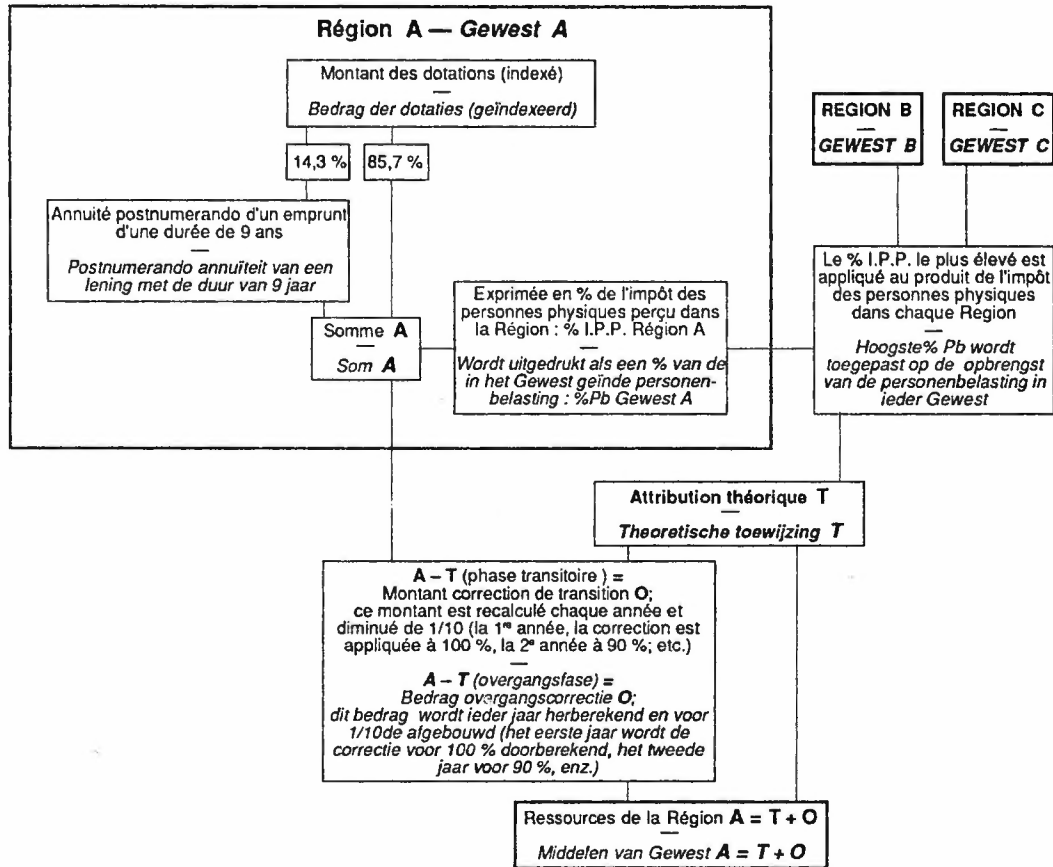 Région A — Gewest A
Montant des dotations (indexé)
—
Bedrag der dotaties (geïndexeerd)
14,3 %
85,7 %
REGION B
—
GEWEST B
REGION C
—
GEWEST C
Annuité postnumerando d'un emprunt
d'une durée de 9 ans
—
Postnumerando annuïteit van een
lening met de duur van 9 jaar
Somme A
—
Som A
Exprimée en % de l'impôt des
personnes physiques perçu dans
la Région : % I.P.P. Région A
—
Wordt uitgedrukt als een % van de
in het Gewest geïnde personen-
belasting : %Pb Gewest A
Le % I.P.P. le plus élevé est
appliqué au produit de l'impôt
des personnes physiques
dans chaque Region
—
Hoogste% Pb wordt
toegepast op de opbrengst
van de personenbelasting in
ieder Gewest
Attribution théorique T
—
Theoretische toewijzing T
A – T (phase transitoire ) =
Montant correction de transition O;
ce montant est recalculé chaque année et
diminué de 1/10 (la 1re année, la correction est
appliquée à 100 %, la 2e année à 90 %; etc.)
—
A – T (overgangsfase) =
Bedrag overgangscorrectie O;
dit bedrag wordt ieder jaar herberekend en voor
1/10de afgebouwd (het eerste jaar wordt de
correctie voor 100 % doorberekend, het tweede
jaar voor 90 %, enz.)
Ressources de la Région A = T + O
—
Middelen van Gewest A = T + O